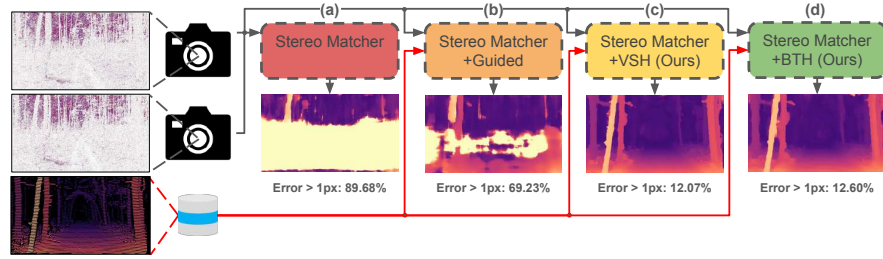 (a)
(b)
(c)
(d)
Stereo Matcher
Stereo Matcher
+Guided
Stereo Matcher
+VSH (Ours)
Stereo Matcher
+BTH (Ours)
Error > 1px: 89.68%
Error > 1px: 69.23%
Error > 1px: 12.07%
Error > 1px: 12.60%